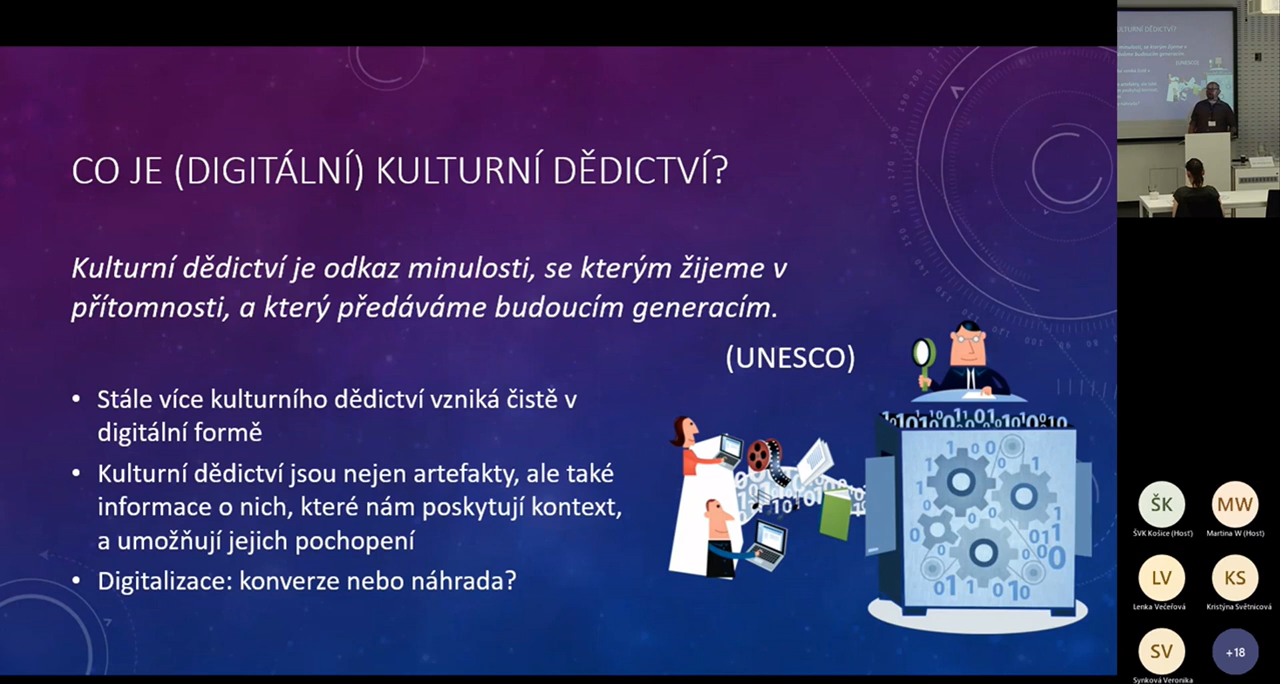 CO JE (DIGITÁLNÍ) KULTURNÍ DĚDICTVÍ?
Kulturní dědictví je odkaz minulosti, se kterým žijeme v
přítomnosti, a který předáváme budoucím generacím.
(UNESCO)
• Stále více kulturního dědictví vzniká čistě v
digitální formě
• Kulturní dědictví jsou nejen artefakty, ale také
informace o nich, které nám poskytují kontext,
a umožňují jejich pochopení
• Digitalizace: konverze nebo náhrada?
ŠK
ŠVK Košice (Host)
MW
Martina W (Host)
LV
Lenka Večeřová
KS
Kristýna Světnicová
SV
Synková Veronika
+18